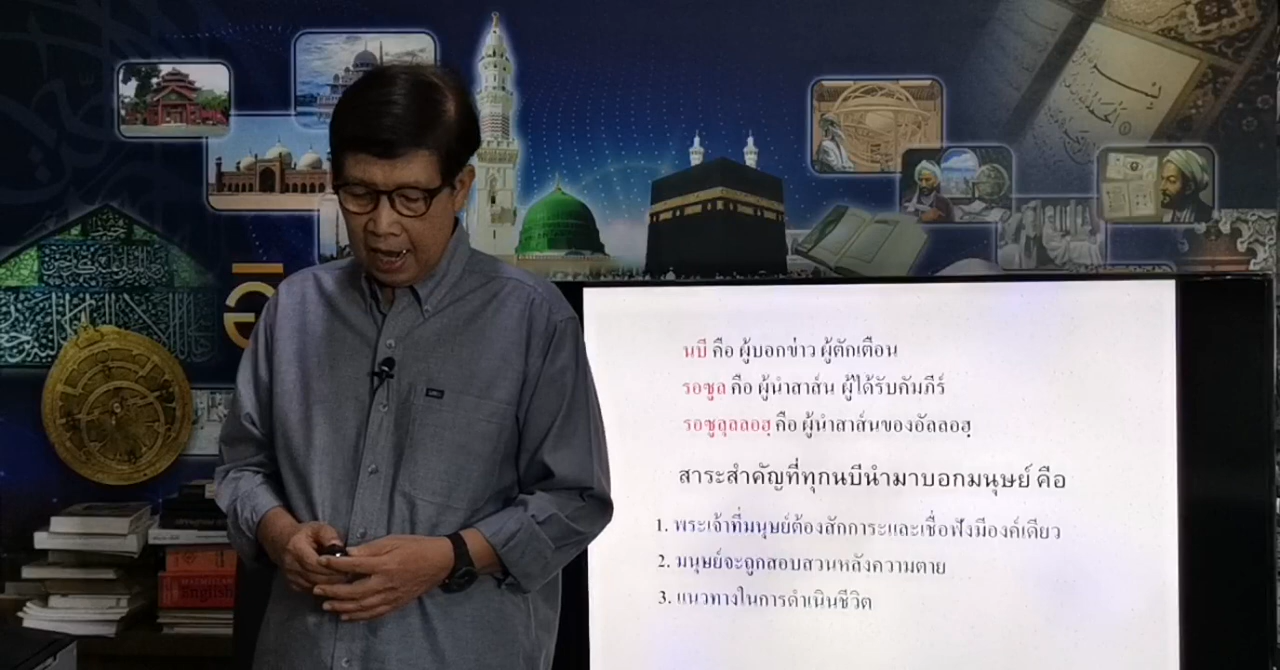 นบี คือ ผู้บอกข่าว ผู้ตักเตือน
รอซูล คือ ผู้นำสาส์น ผู้ได้รับคัมภีร์
รอซูลุลลอฮฺ คือ ผู้นำสาส์นของอัลลอฮฺ
สาระสำคัญที่ทุกนบีนำมาบอกมนุษย์ คือ
1. พระเจ้าที่มนุษย์ต้องสักการะและเชื่อฟังมีองค์เดียว
2. มนุษย์จะถูกสอบสวนหลังความตาย
3. แนวทางในการดำเนินชีวิต
MACMILLAN
English